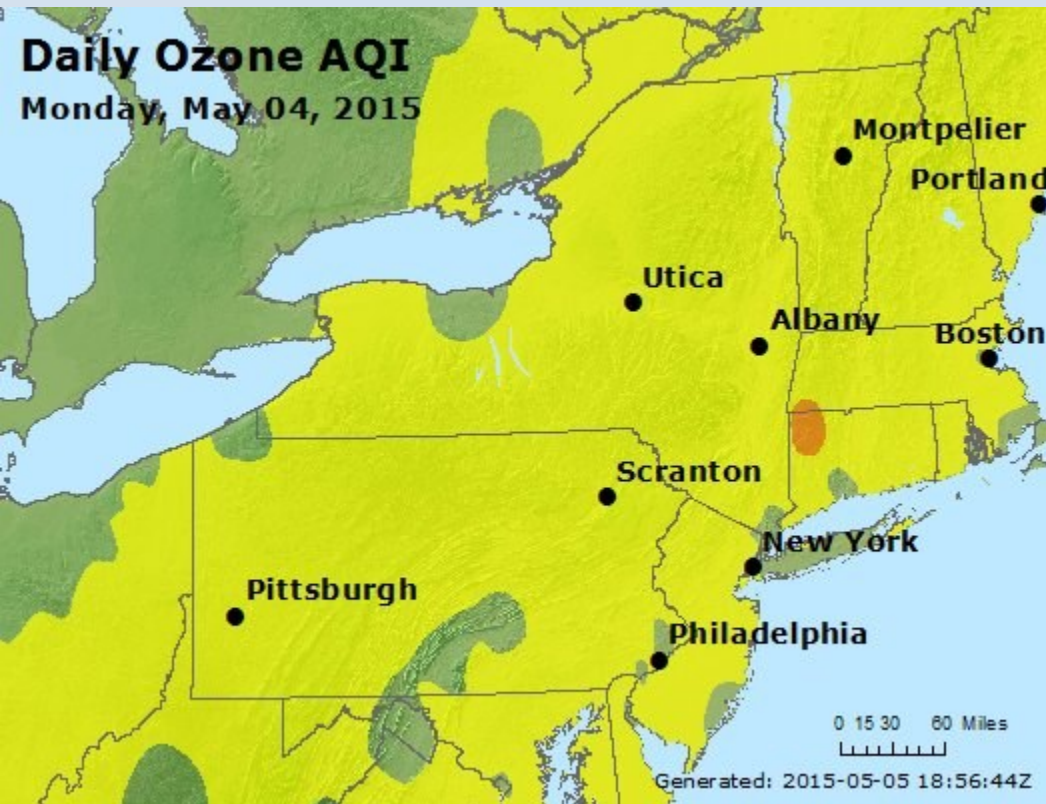 Daily Ozone AQI
Monday, May 04, 2015
Montpelier
Portland
Utica
Albany
Boston
Scranton
New York
Pittsburgh
Philadelphia
0 15 30 60 Miles
Generated: 2015-05-05 18:56:44Z